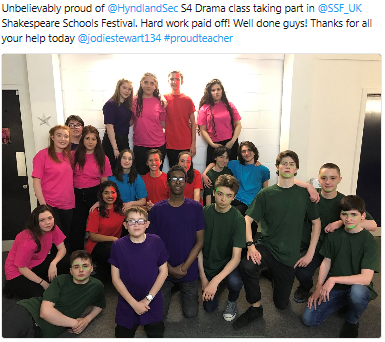 Unbelievably proud of @HyndlandSec S4 Drama class taking part in @SSF_UK
Shakespeare Schools Festival. Hard work paid off! Well done guys! Thanks for all
your help today @jodiestewart134 #proudteacher